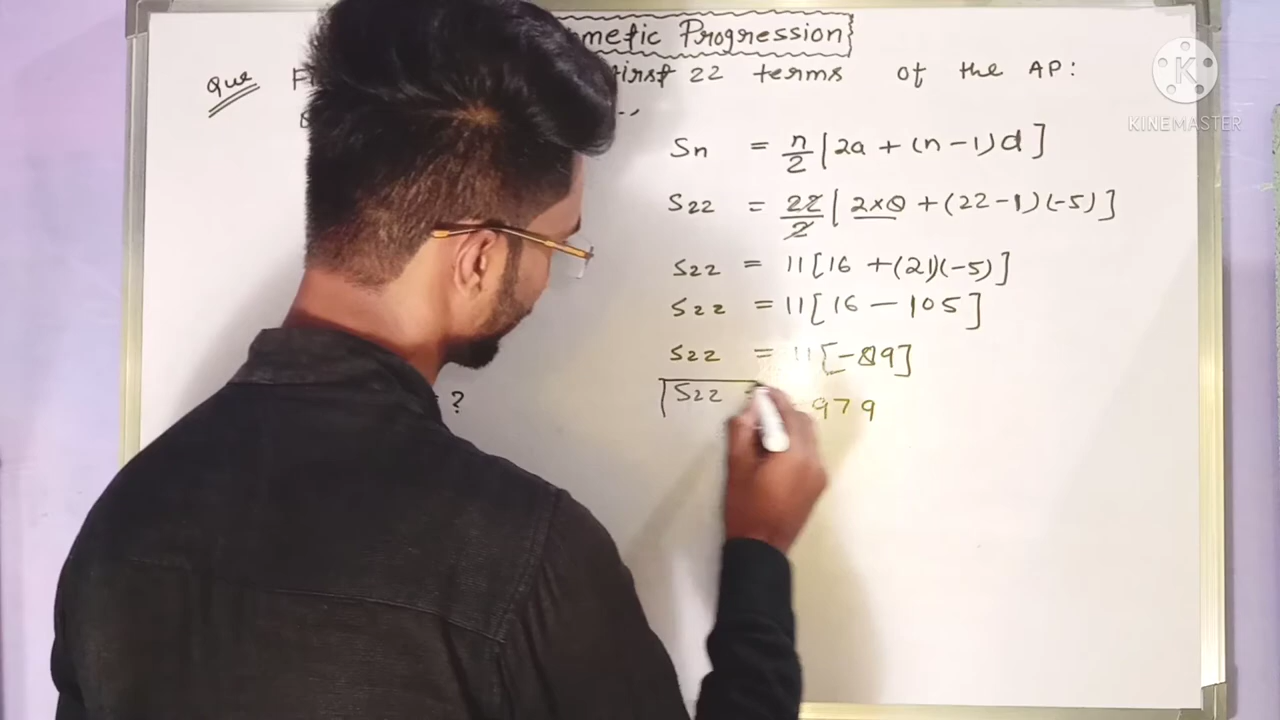 Progression
Que first 22 terms of the AP:
Sn = n/2 [2a + (n-1)d]
S22 = 22/2 [2×8 + (22-1)(-5)]
S22 = 11[16 +(21)(-5)]
S22 = 11[16 - 105]
S22 = 11[-89]
S22 979
?
K
KINEMASTER